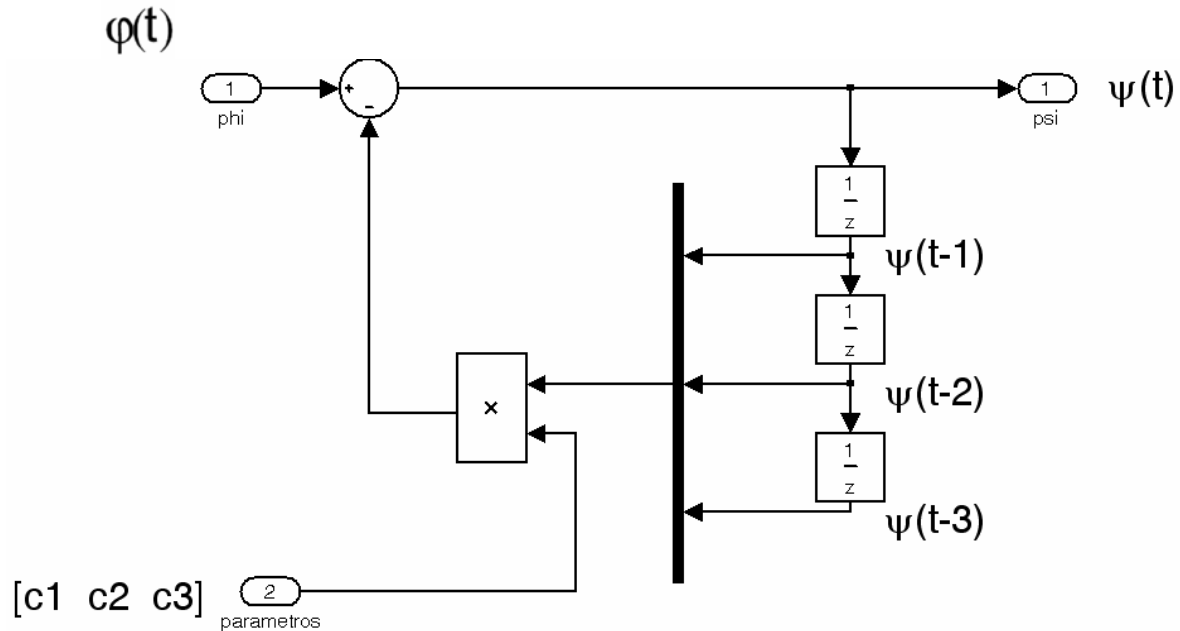 φ(t)
1
phi
+
-
1
psi
ψ(t)
1
z
ψ(t-1)
1
z
ψ(t-2)
×
1
z
ψ(t-3)
[c1 c2 c3]
2
parametros